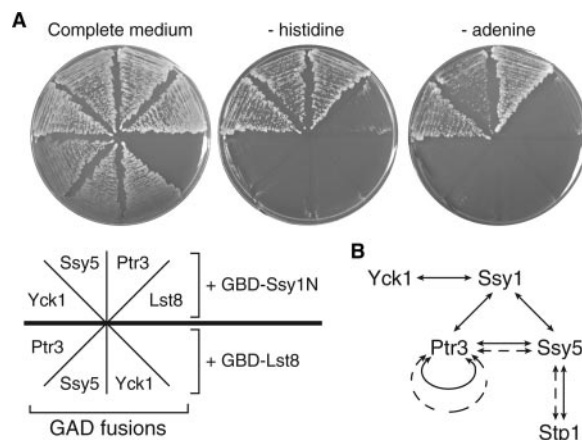 A
Complete medium
- histidine
- adenine
Ssy5
Ptr3
Yck1
Lst8
+ GBD-Ssy1N
Ptr3
Ssy5
Yck1
+ GBD-Lst8
GAD fusions
B
Yck1
Ssy1
Ptr3
Ssy5
Stp1